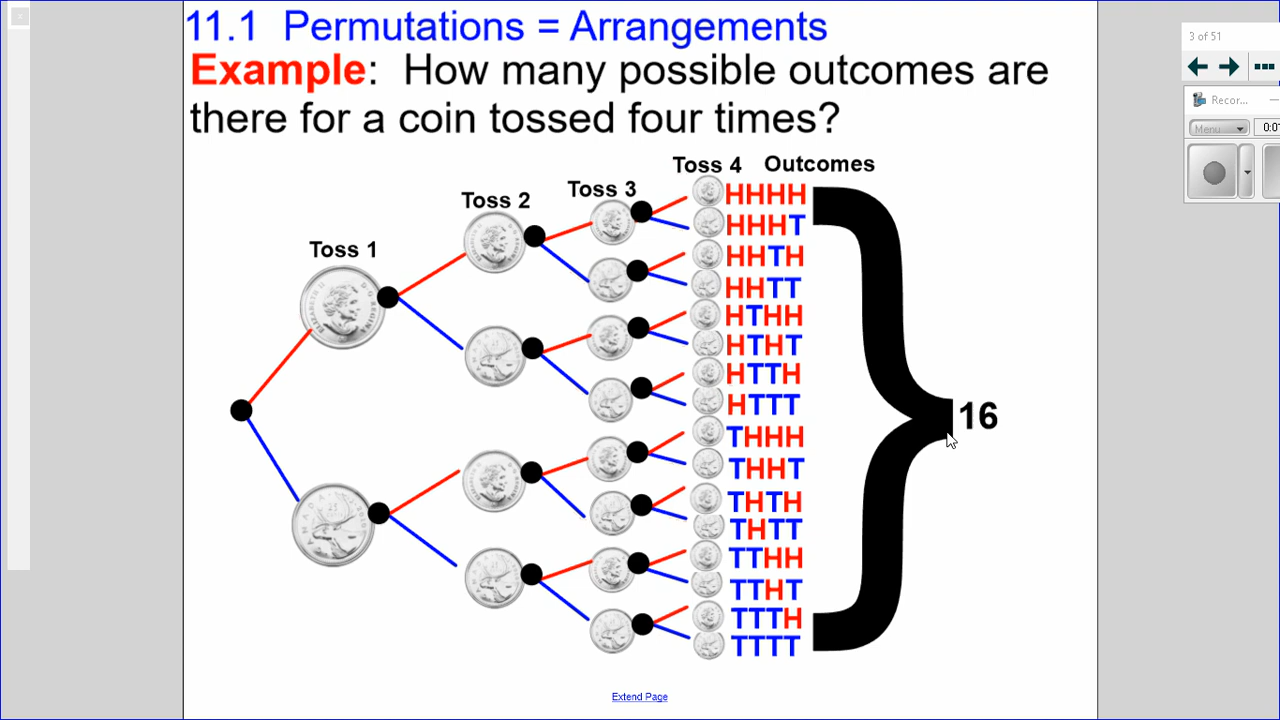 11.1 Permutations = Arrangements
Example: How many possible outcomes are
there for a coin tossed four times?
Toss 1
Toss 2
Toss 3
Toss 4
Outcomes
HHHH
HHHT
HHTH
HHTT
HTHH
HTHT
HTTH
HTTT
THHH
THHT
THTH
THTT
TTHH
TTHT
TTTH
TTTT
16
Extend Page
3 of 51
Recor...
Menu
0:0